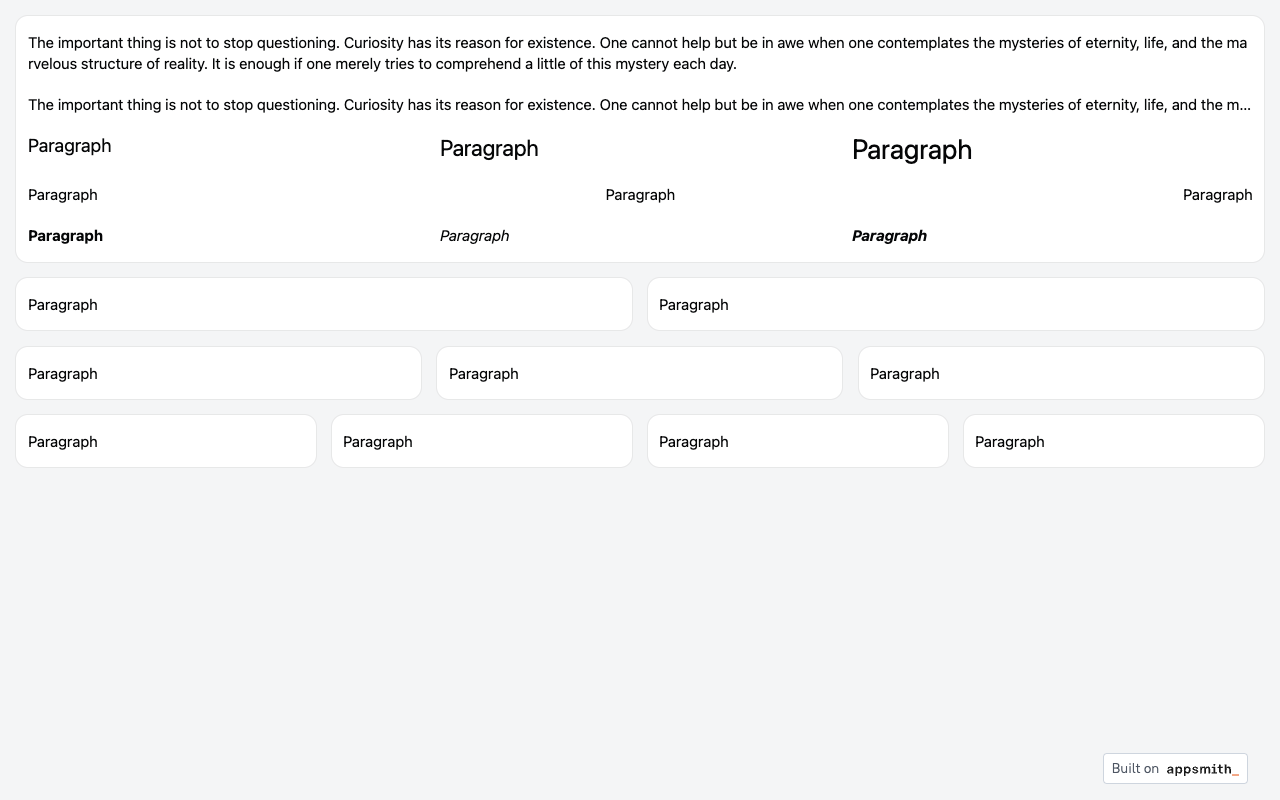 The important thing is not to stop questioning. Curiosity has its reason for existence. One cannot help but be in awe when one contemplates the mysteries of eternity, life, and the ma
rvelous structure of reality. It is enough if one merely tries to comprehend a little of this mystery each day.
The important thing is not to stop questioning. Curiosity has its reason for existence. One cannot help but be in awe when one contemplates the mysteries of eternity, life, and the m...
Paragraph Paragraph Paragraph
Paragraph Paragraph Paragraph
Paragraph Paragraph Paragraph
Paragraph Paragraph
Paragraph Paragraph Paragraph
Paragraph Paragraph Paragraph Paragraph
Built on appsmith_